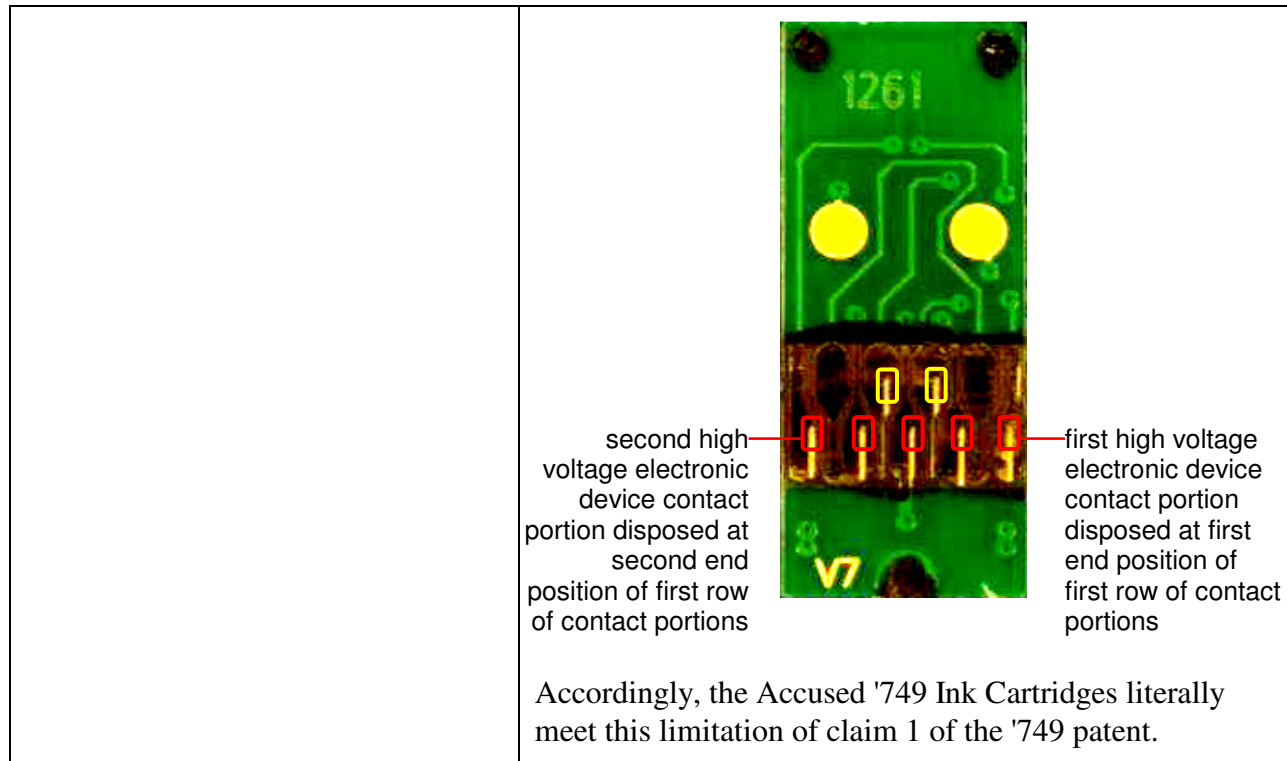 1261
second high
voltage electronic
device contact
portion disposed at
second end
position of first row
of contact portions
first high voltage
electronic device
contact portion
disposed at first
end position of
first row of contact
portions
V7
Accordingly, the Accused '749 Ink Cartridges literally
meet this limitation of claim 1 of the '749 patent.